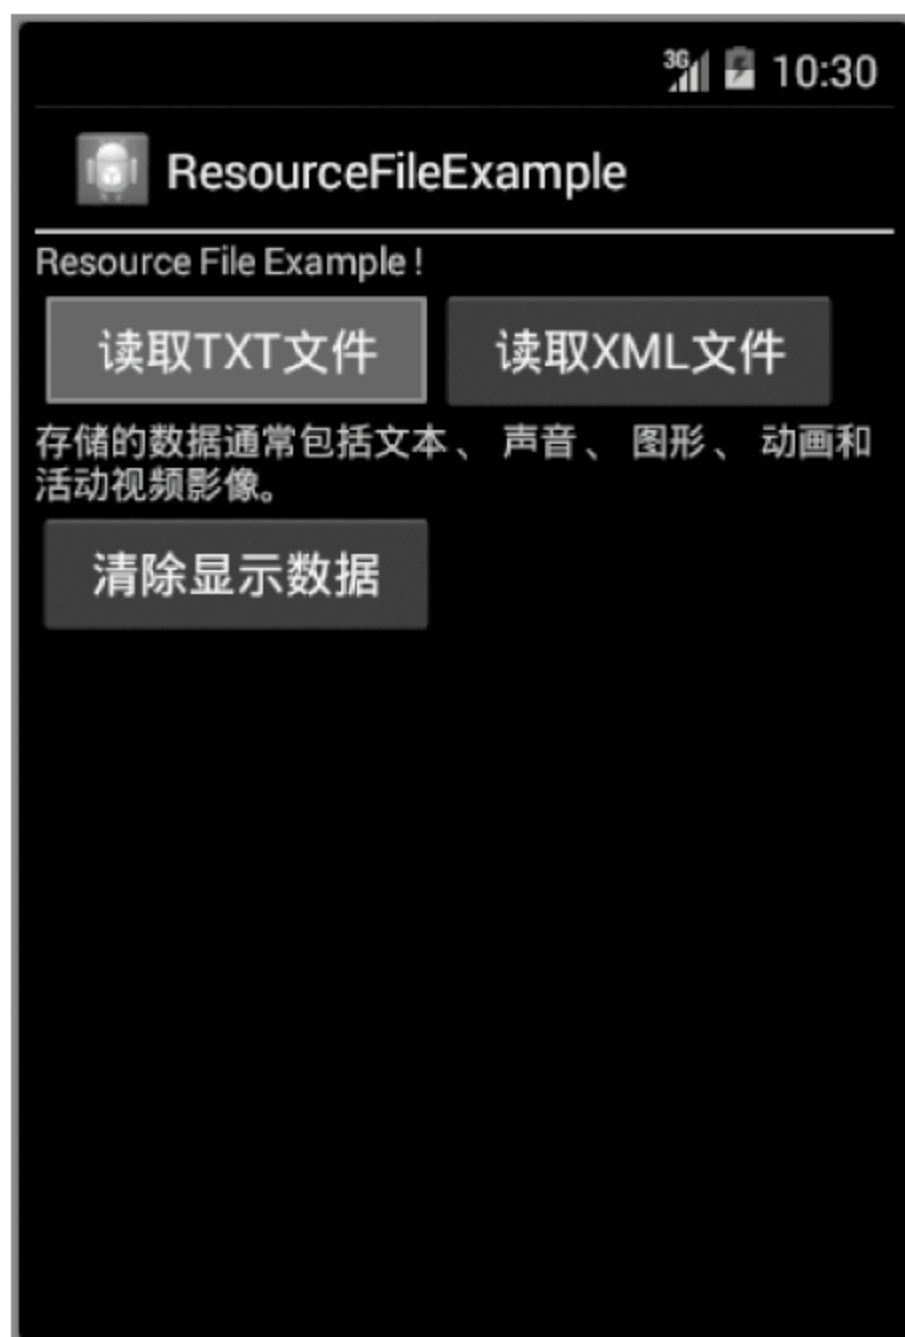 3G 10:30
ResourceFileExample
Resource File Example !
读取TXT文件 读取XML文件
存储的数据通常包括文本、 声音、 图形、 动画和
活动视频影像。
清除显示数据